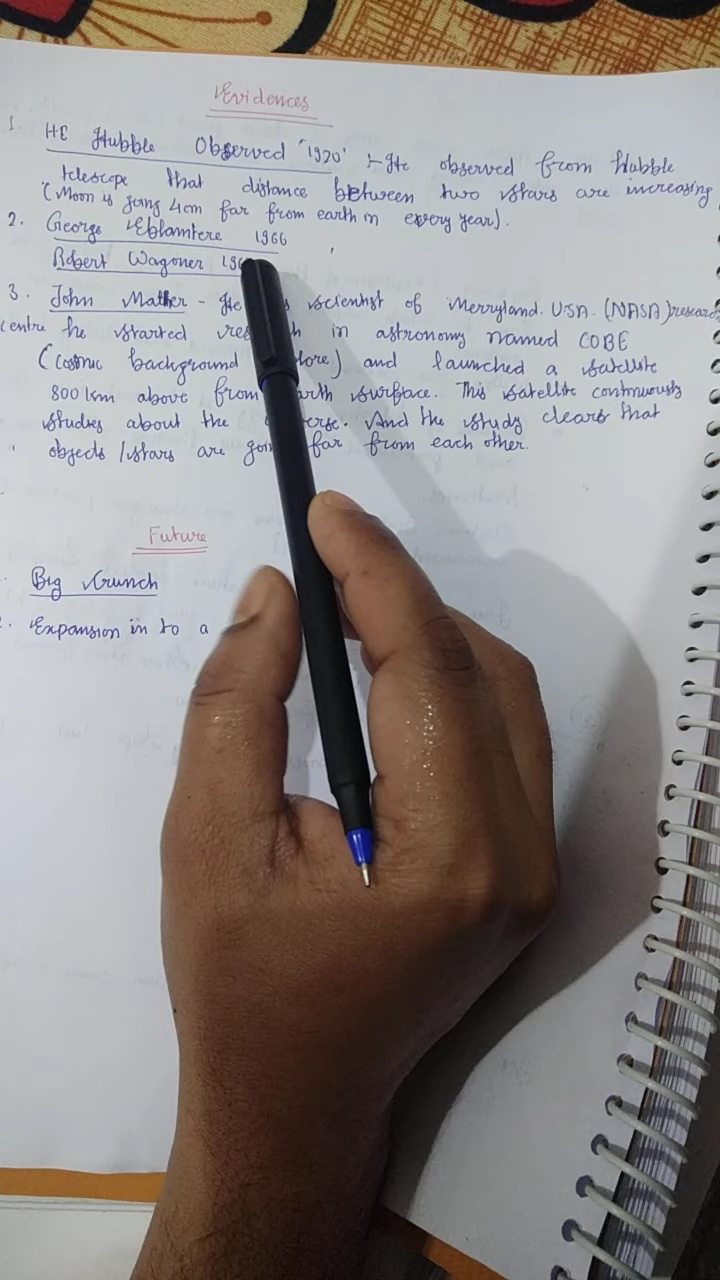 Evidences
1. HE Hubble Observed '1920' :- He observed from Hubble
telescope that distance between two stars are increasing
(Moon is going 4cm far from earth in every year).
2. George Eblamtere 1966
Robert Wagoner
3. John Mather - He scientist of Merryland. USA. (NASA) research
centre he started in astronomy named COBE
(cosmic background and launched a satellite
800 km above from surface. This satellite continuously
studies about the And the study clears that
objects / stars are far from each other.
Future
Big Crunch
2. Expansion in to a